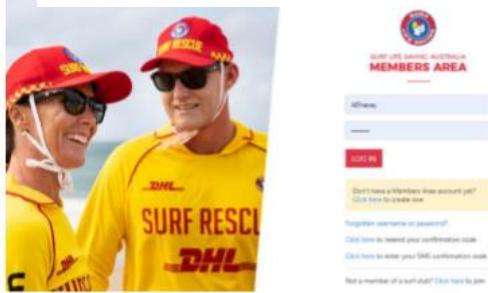 SURF RESCUE
DHL
SURF RESCU
DHL
SURF LIFE SAVING AUSTRALIA
MEMBERS AREA
LOG IN
Don't have a Members Area account yet?
Click here to create one
Forgotten username or password?
Click here to resend your confirmation code
Click here to enter your SMS confirmation code
Not a member of a surf club? Click here to join